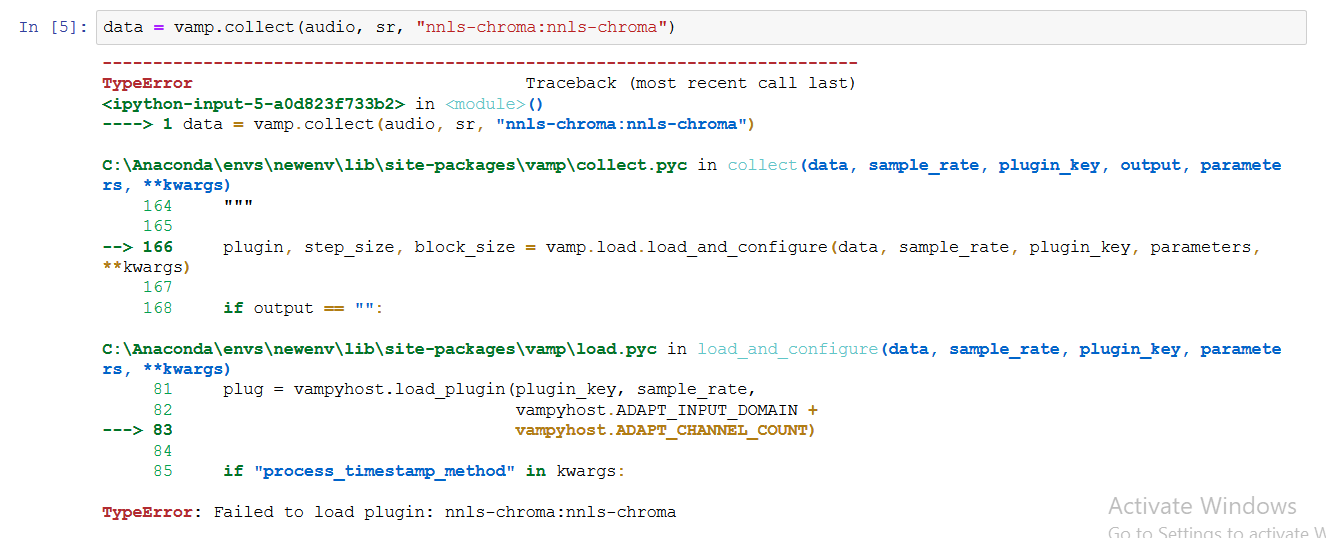 In [5]: data = vamp.collect(audio, sr, "nnls-chroma:nnls-chroma")
---------------------------------------------------------------------------
TypeError                                 Traceback (most recent call last)
<ipython-input-5-a0d823f733b2> in <module>()
----> 1 data = vamp.collect(audio, sr, "nnls-chroma:nnls-chroma")
C:\Anaconda\envs\newenv\lib\site-packages\vamp\collect.pyc in collect(data, sample_rate, plugin_key, output, paramete
rs, **kwargs)
    164     """
    165
--> 166     plugin, step_size, block_size = vamp.load.load_and_configure(data, sample_rate, plugin_key, parameters,
**kwargs)
    167
    168     if output == "":
C:\Anaconda\envs\newenv\lib\site-packages\vamp\load.pyc in load_and_configure(data, sample_rate, plugin_key, paramete
rs, **kwargs)
     81     plug = vampyhost.load_plugin(plugin_key, sample_rate,
     82                                  vampyhost.ADAPT_INPUT_DOMAIN +
---> 83                                  vampyhost.ADAPT_CHANNEL_COUNT)
     84
     85     if "process_timestamp_method" in kwargs:
TypeError: Failed to load plugin: nnls-chroma:nnls-chroma
Activate Windows
Go to Settings to activate W